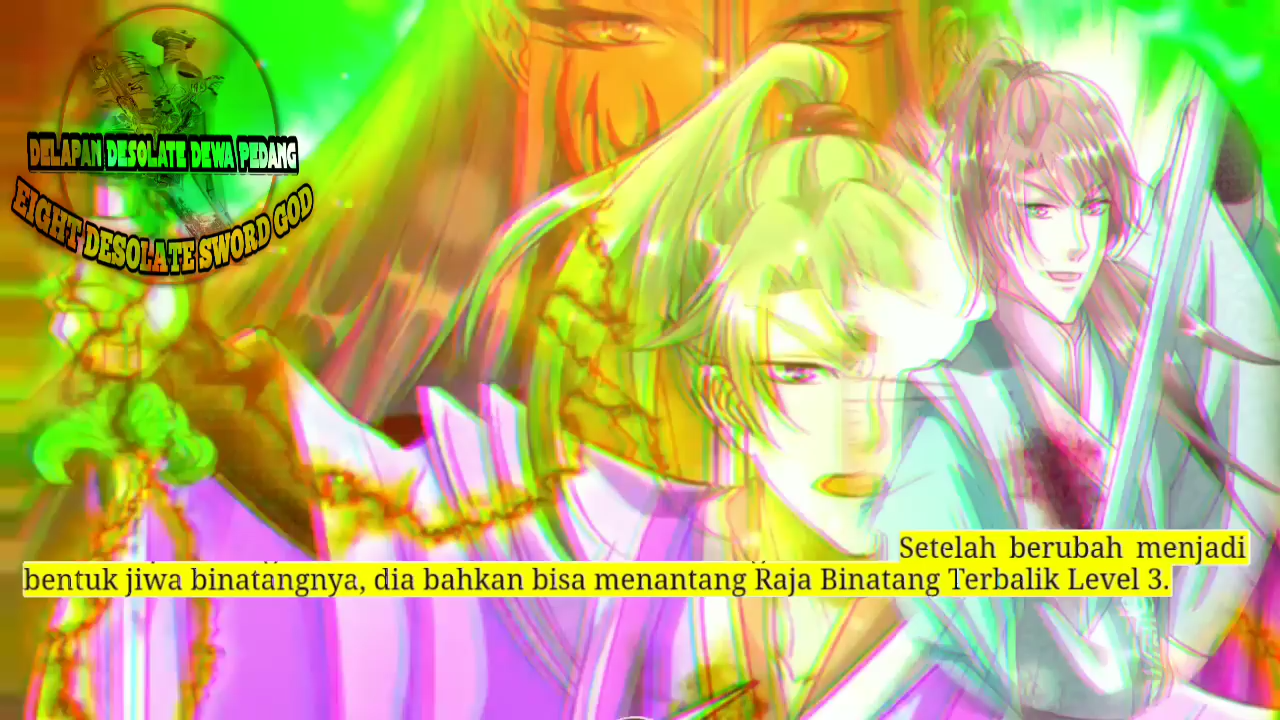 DELAPAN DESOLATE DEWA PEDANG
EIGHT DESOLATE SWORD GOD
Setelah berubah menjadi
bentuk jiwa binatangnya, dia bahkan bisa menantang Raja Binatang Terbalik Level 3.